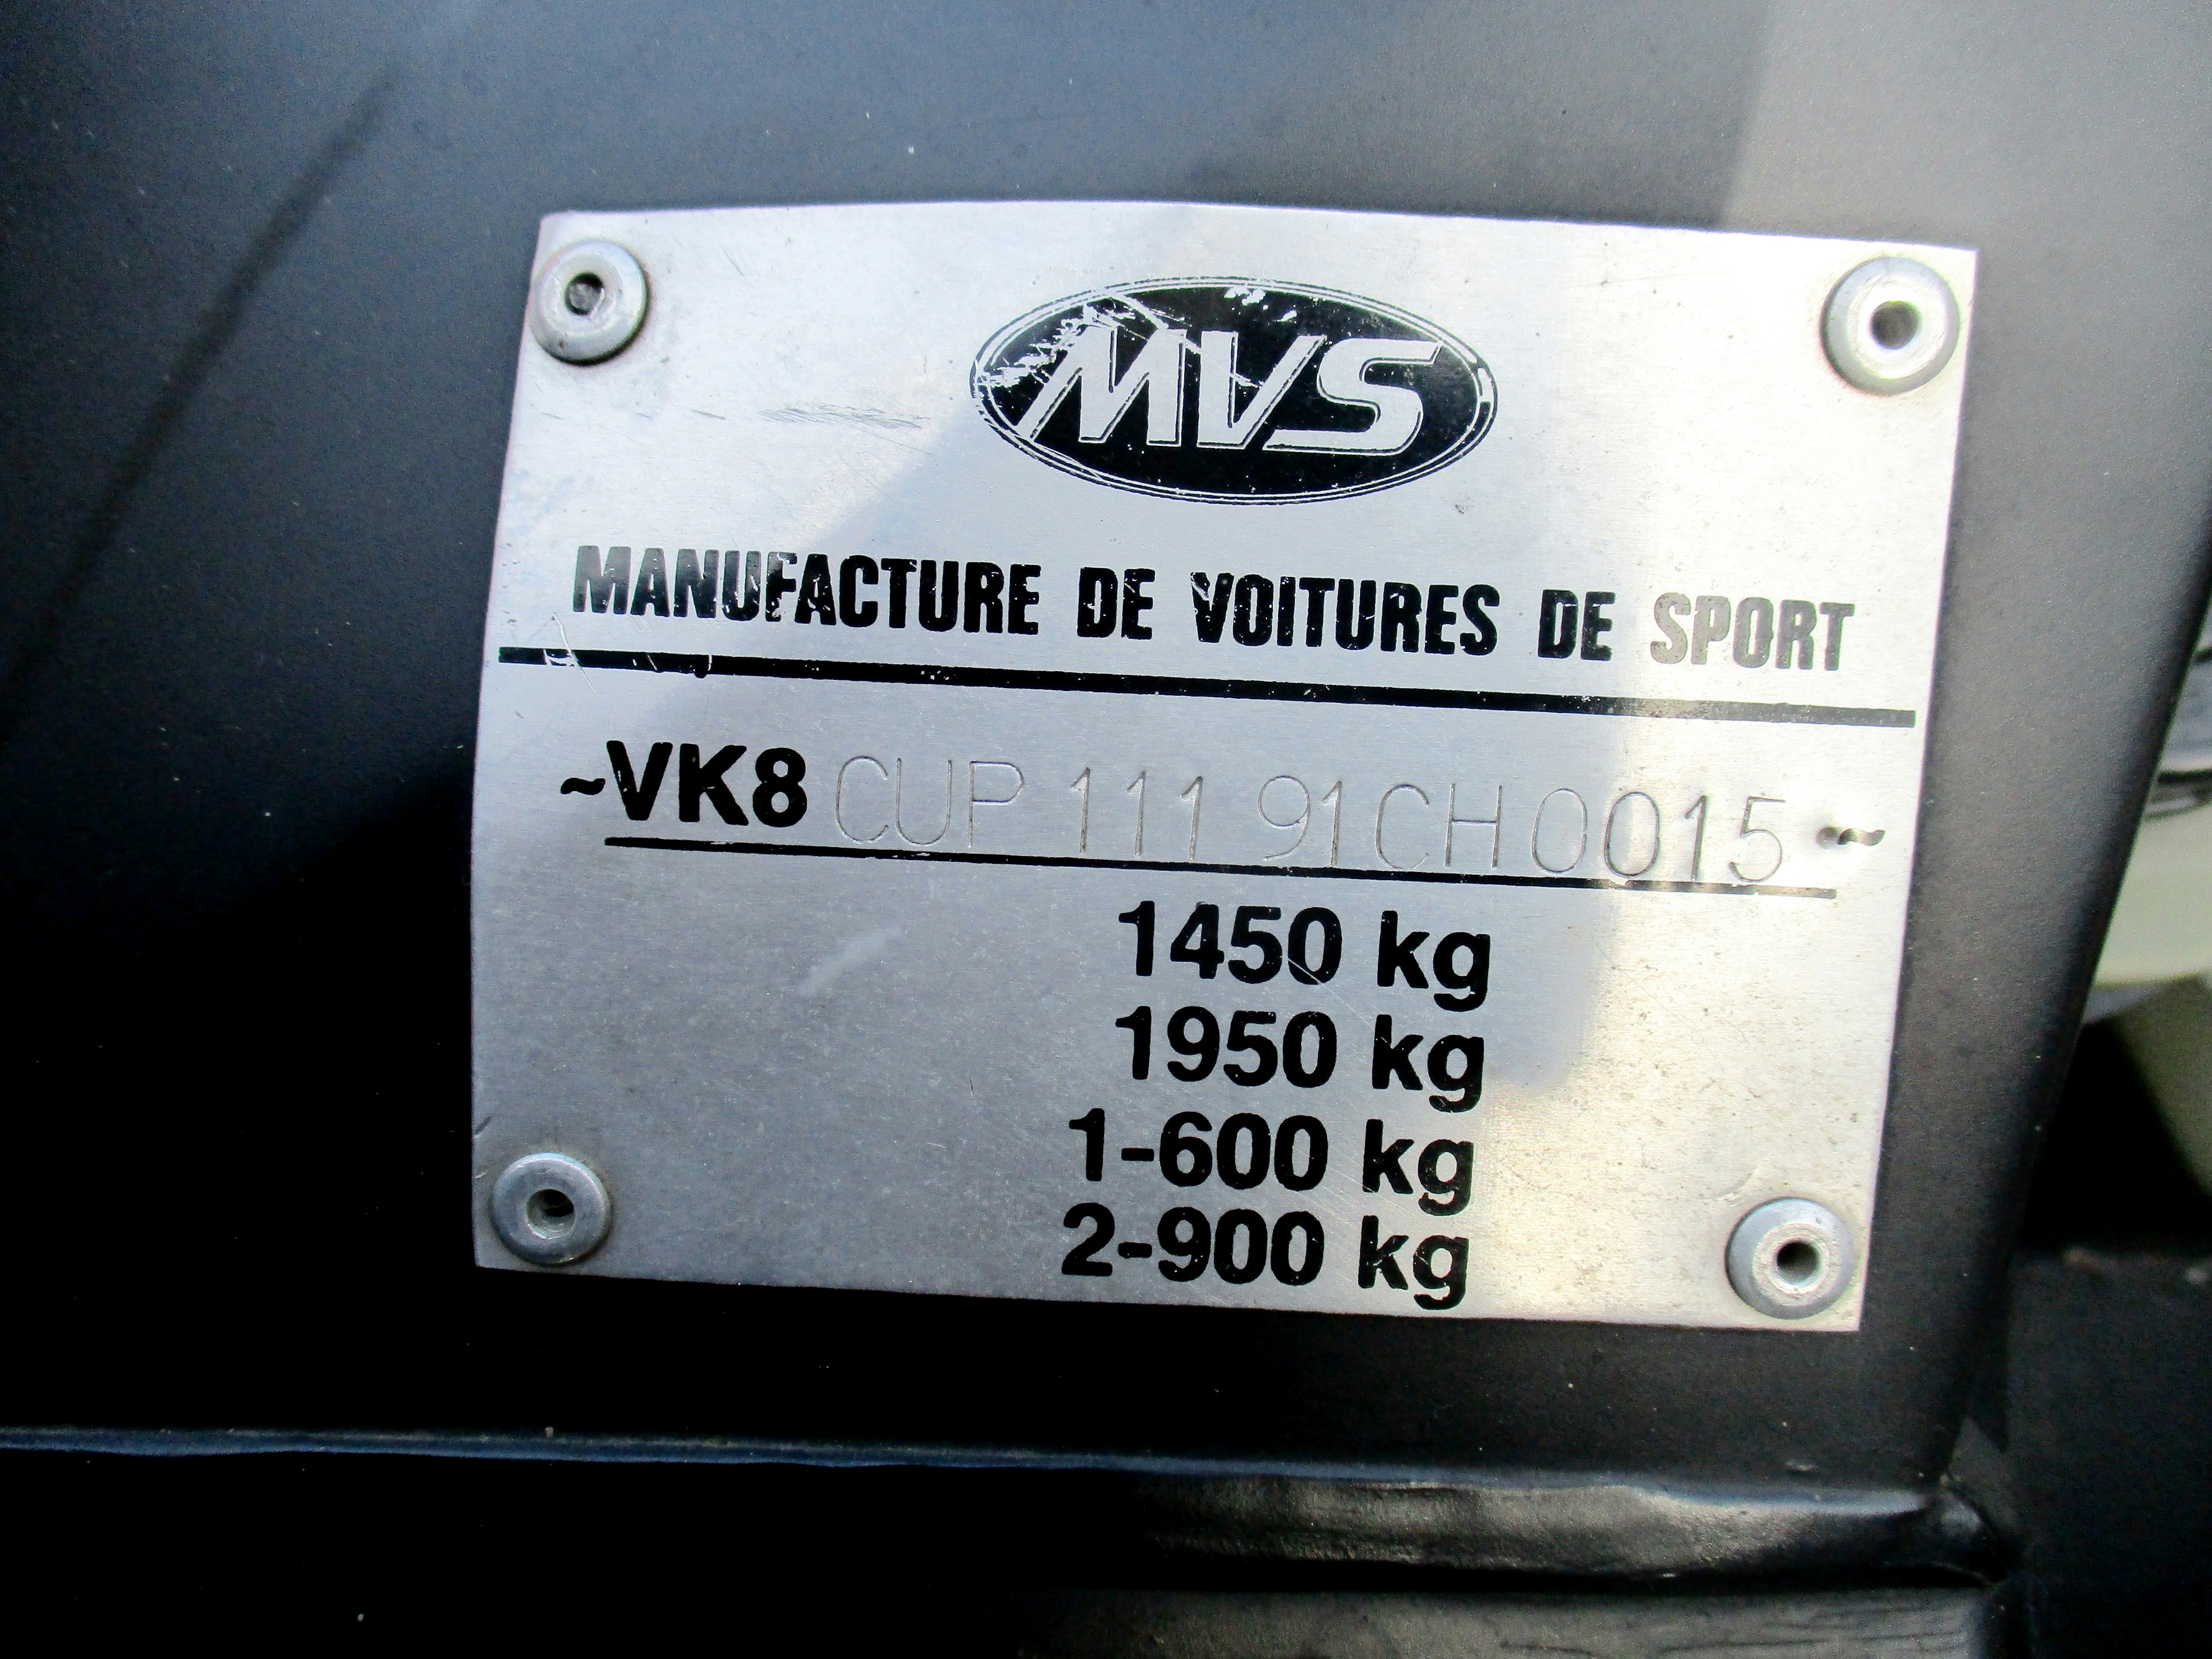 MVS
MANUFACTURE DE VOITURES DE SPORT
~VK8 CUP 111 91CH0015 ~
1450 kg
1950 kg
1-600 kg
2-900 kg